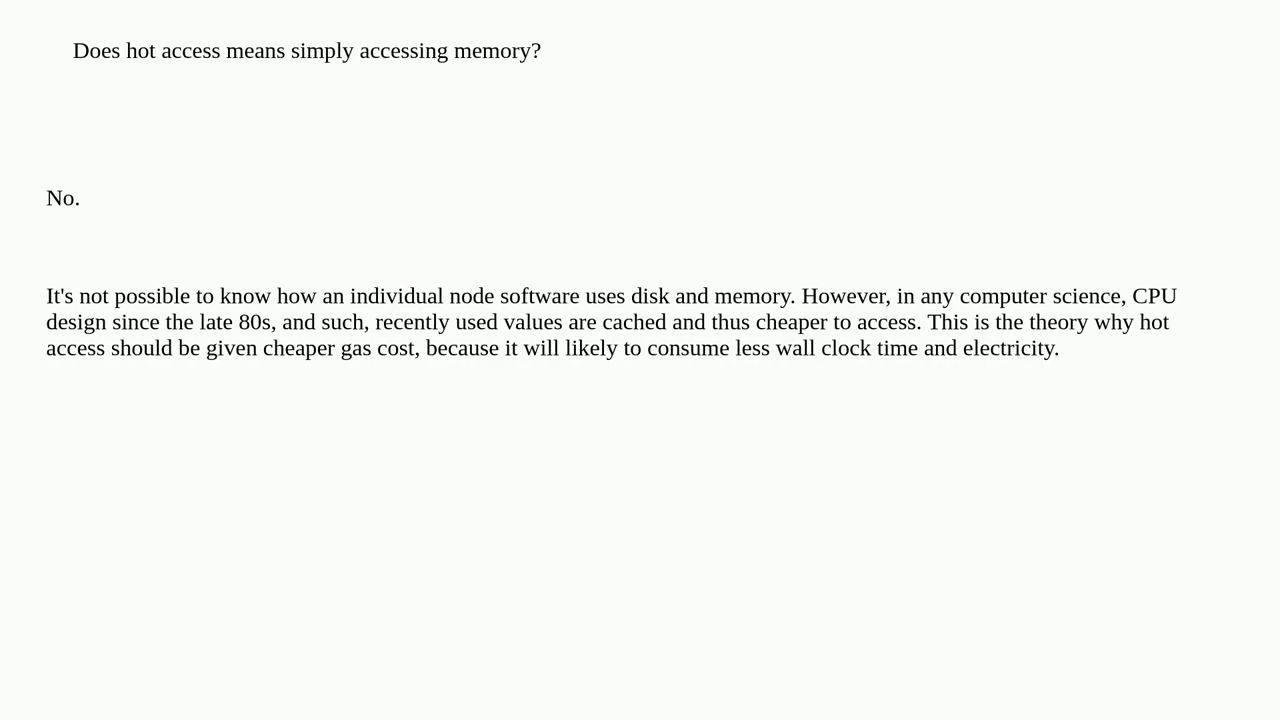 Does hot access means simply accessing memory?
No.
It's not possible to know how an individual node software uses disk and memory. However, in any computer science, CPU
design since the late 80s, and such, recently used values are cached and thus cheaper to access. This is the theory why hot
access should be given cheaper gas cost, because it will likely to consume less wall clock time and electricity.